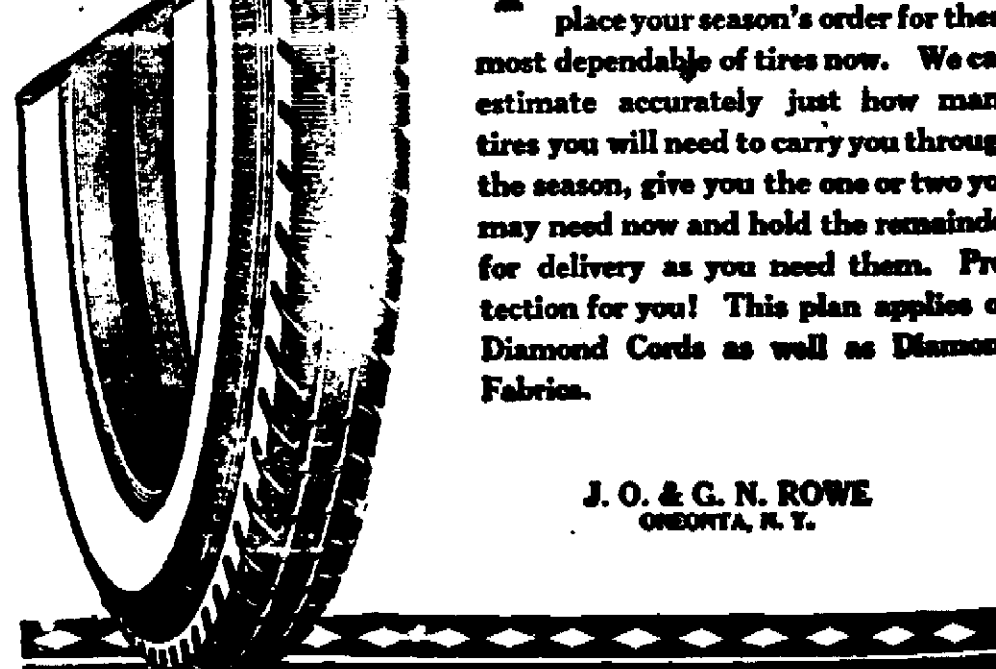 place your season's order for thes
most dependable of tires now. We ca
estimate accurately just how man
tires you will need to carry you throug
the season, give you the one or two yo
may need now and hold the remainde
for delivery as you need them. Pro
tection for you! This plan applies o
Diamond Cords as well as Diamon
Fabrics.
J. O. & G. N. ROWE
ONEONTA, N. Y.